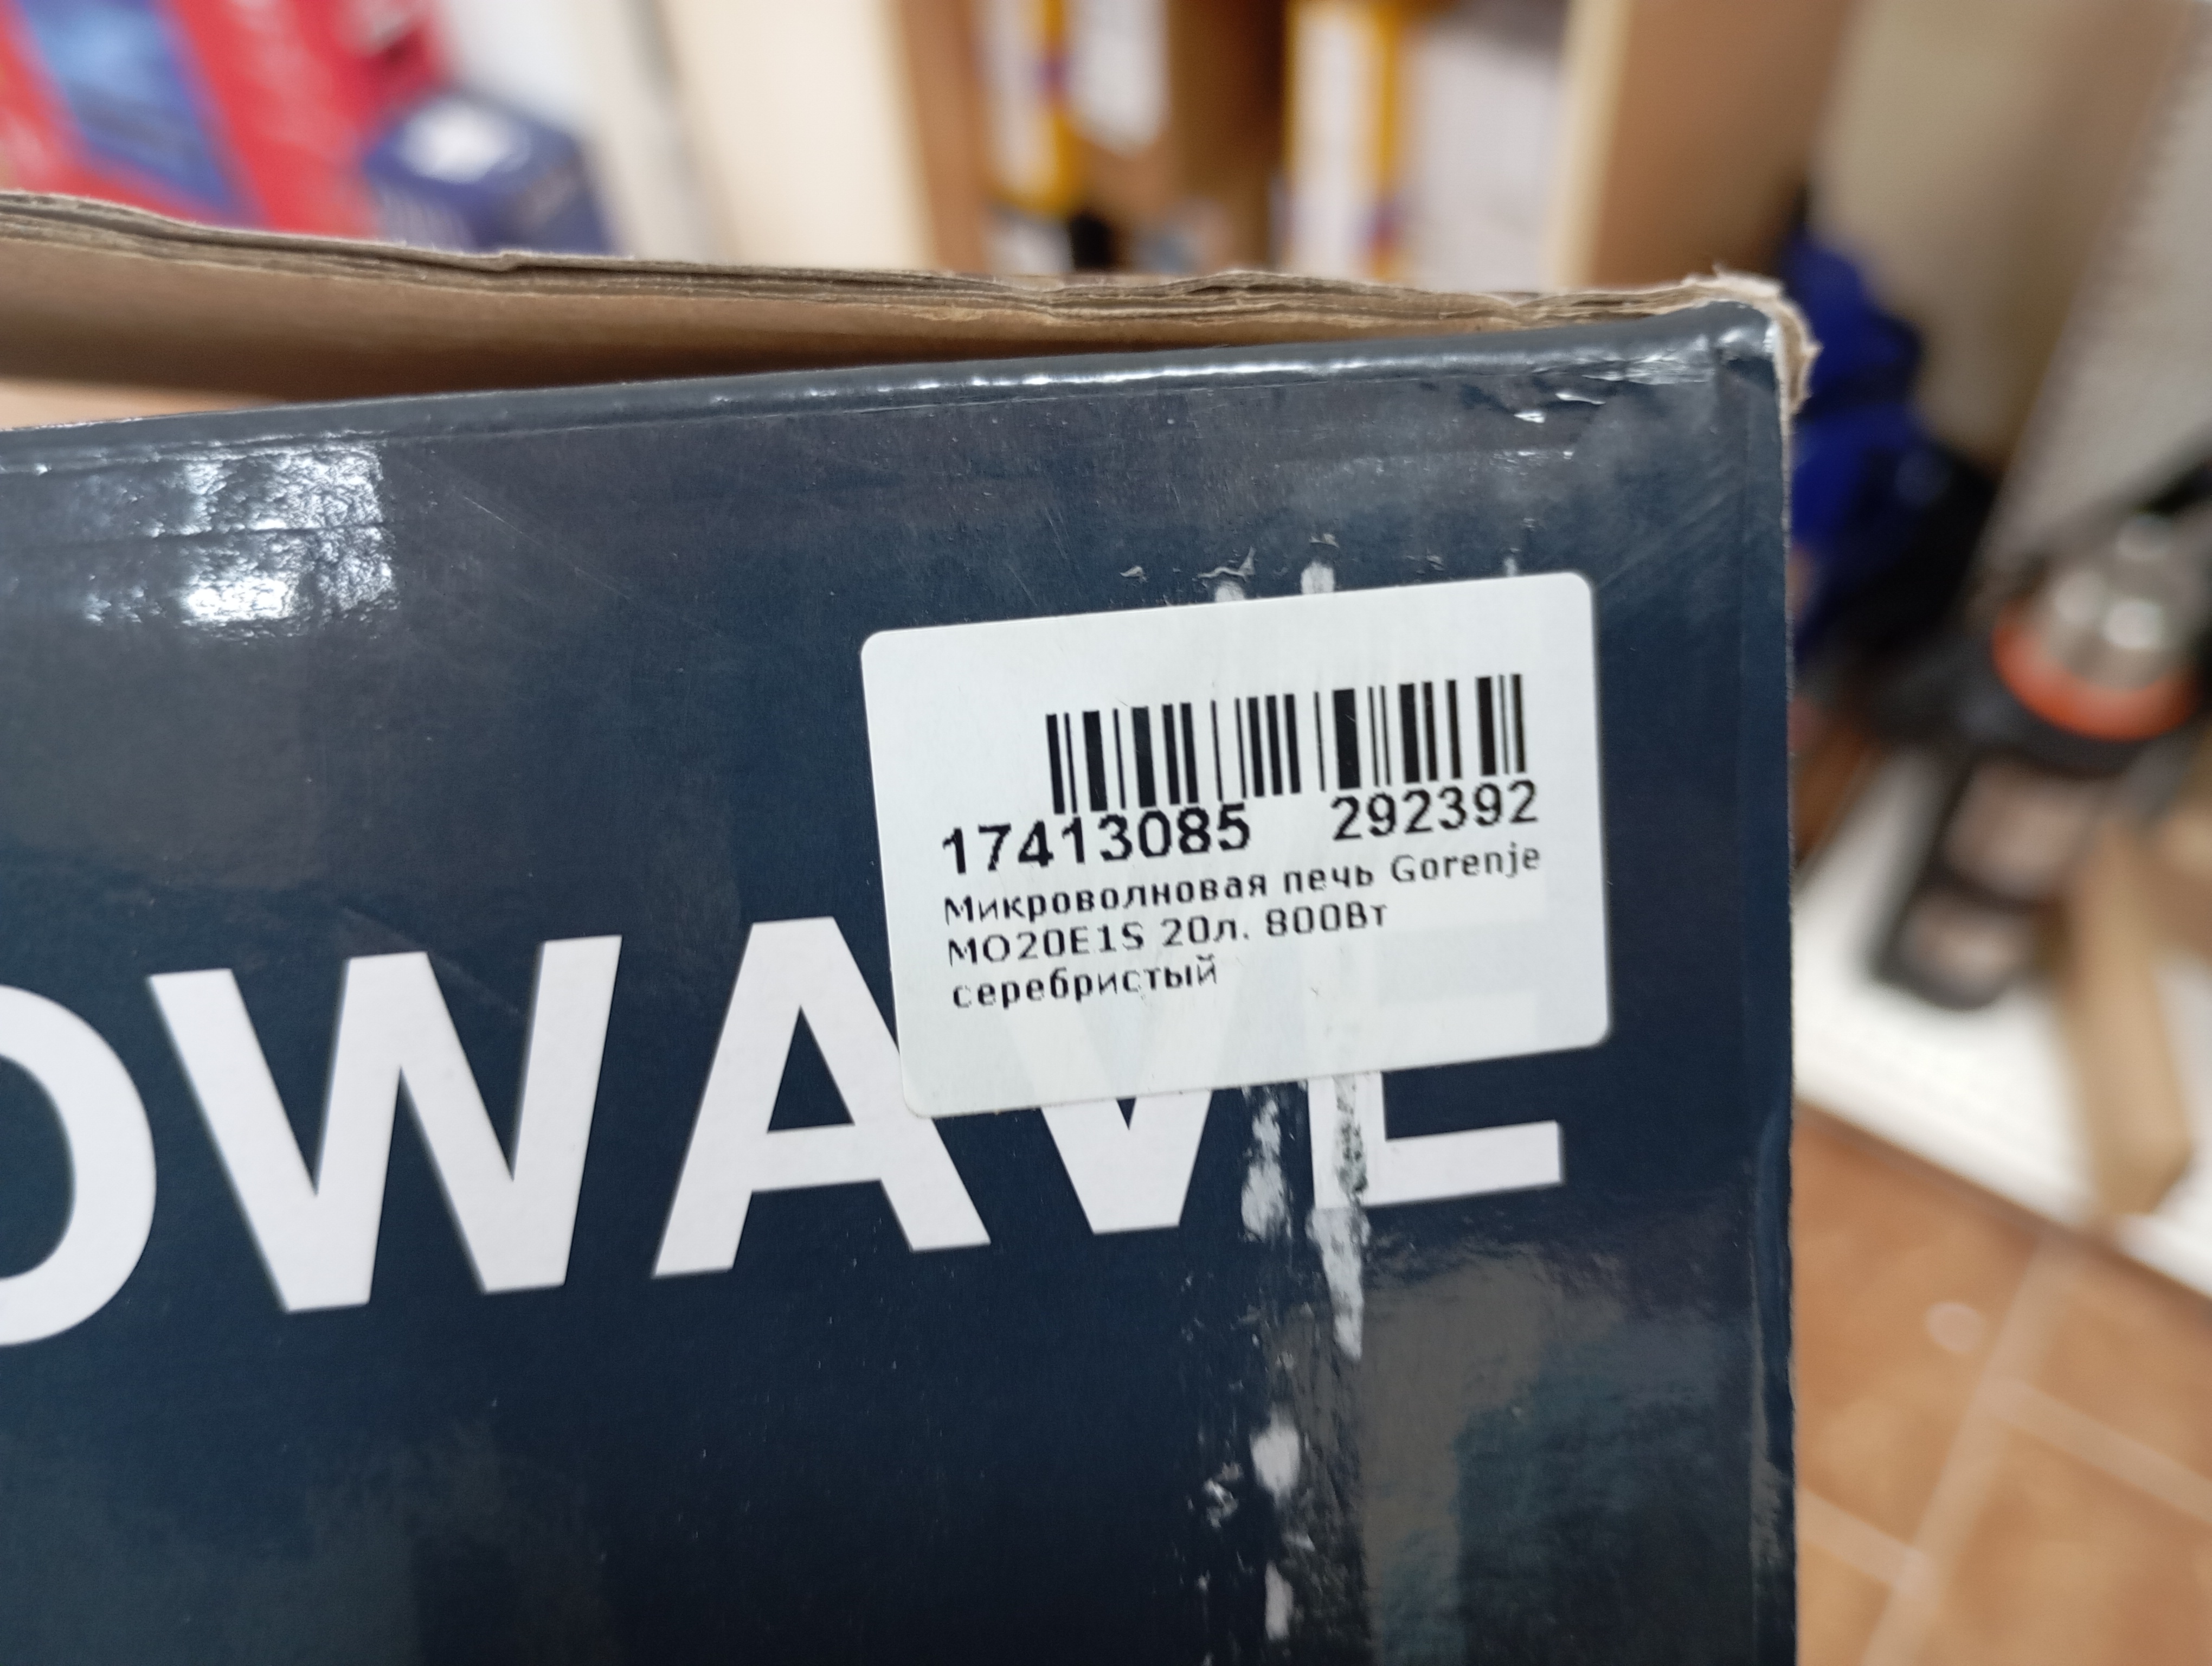 17413085 292392
Микроволновая печь Gorenje
MO20E1S 20л. 800Вт
серебристый
OWAVE